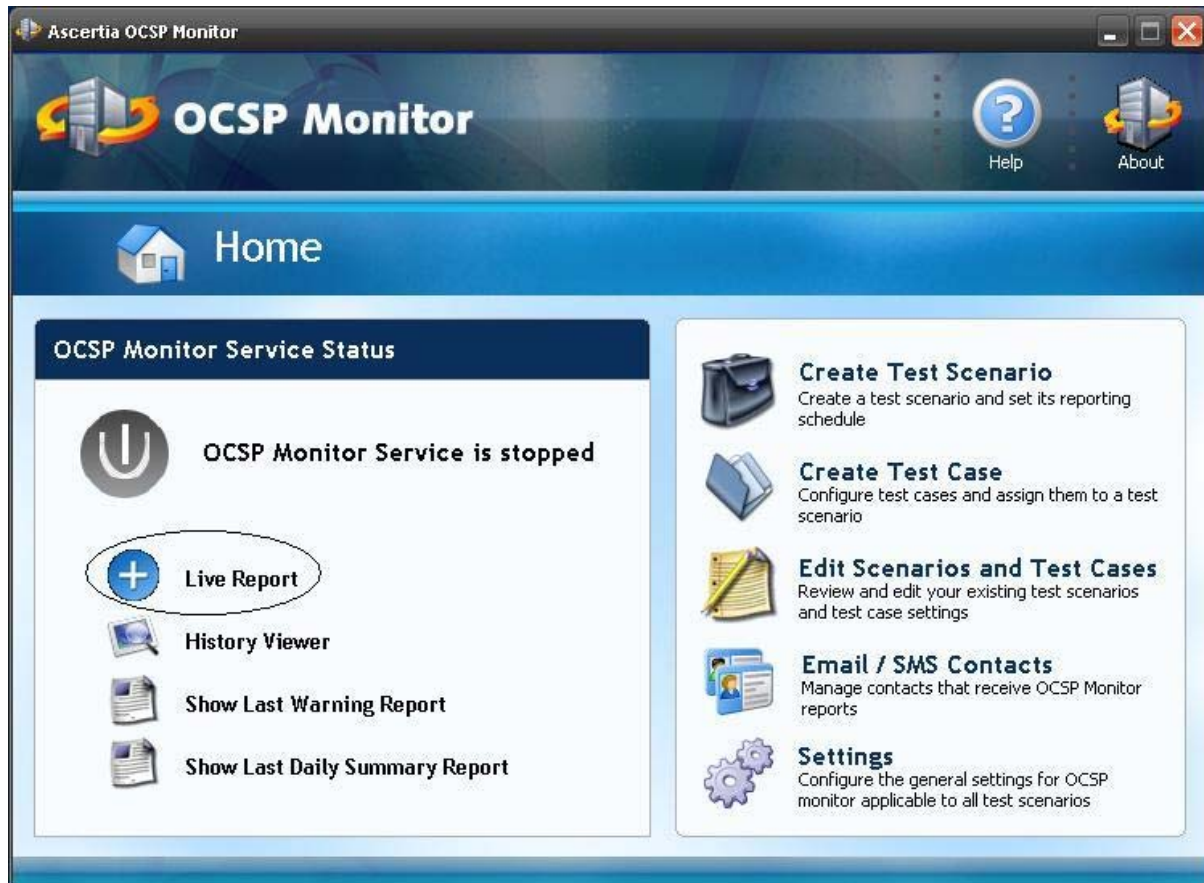 Ascertia OCSP Monitor
OCSP Monitor
Help
About
Home
OCSP Monitor Service Status
OCSP Monitor Service is stopped
Live Report
History Viewer
Show Last Warning Report
Show Last Daily Summary Report
Create Test Scenario
Create a test scenario and set its reporting
schedule
Create Test Case
Configure test cases and assign them to a test
scenario
Edit Scenarios and Test Cases
Review and edit your existing test scenarios
and test case settings
Email / SMS Contacts
Manage contacts that receive OCSP Monitor
reports
Settings
Configure the general settings for OCSP
monitor applicable to all test scenarios